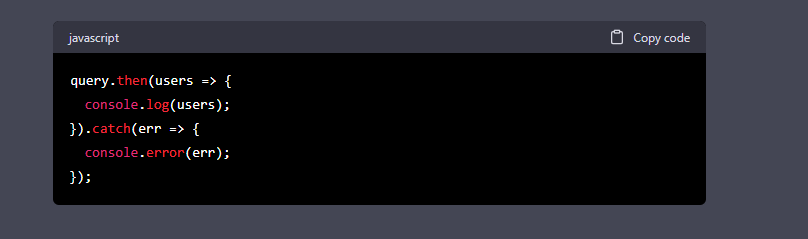 javascript
Copy code
query.then(users => {
  console.log(users);
}).catch(err => {
  console.error(err);
});